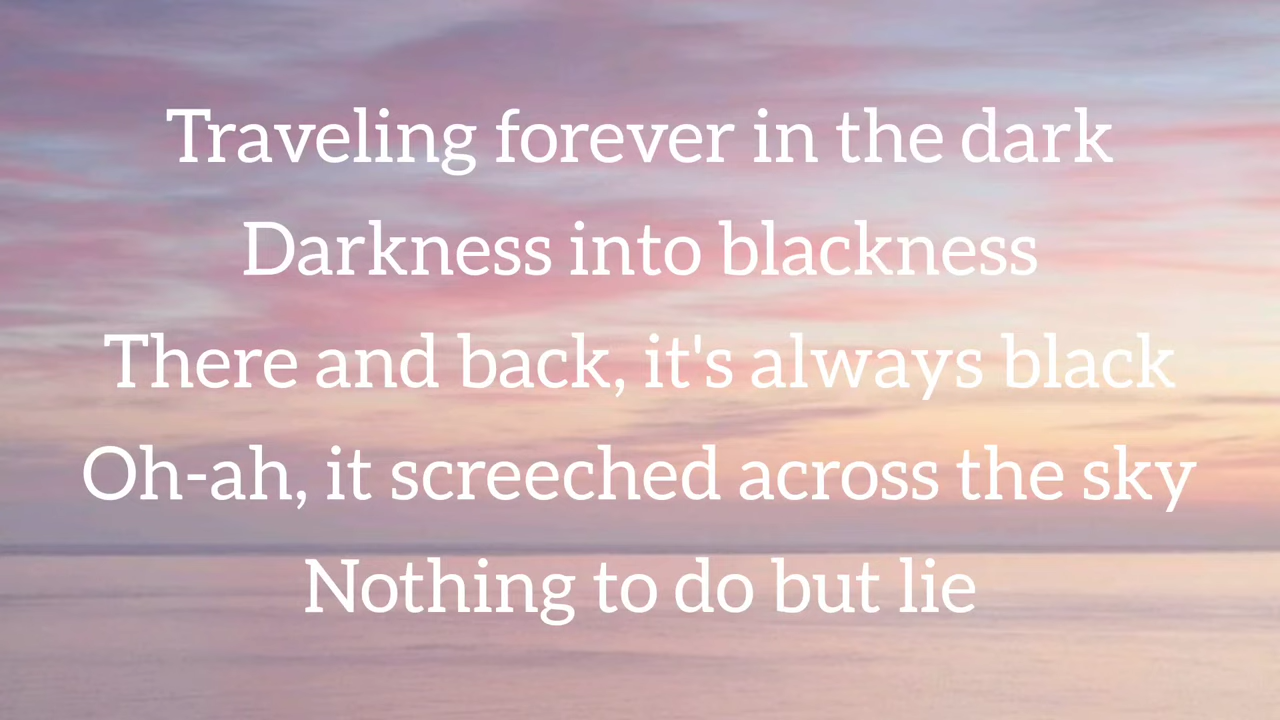 Traveling forever in the dark
Darkness into blackness
There and back, it's always black
Oh-ah, it screeched across the sky
Nothing to do but lie